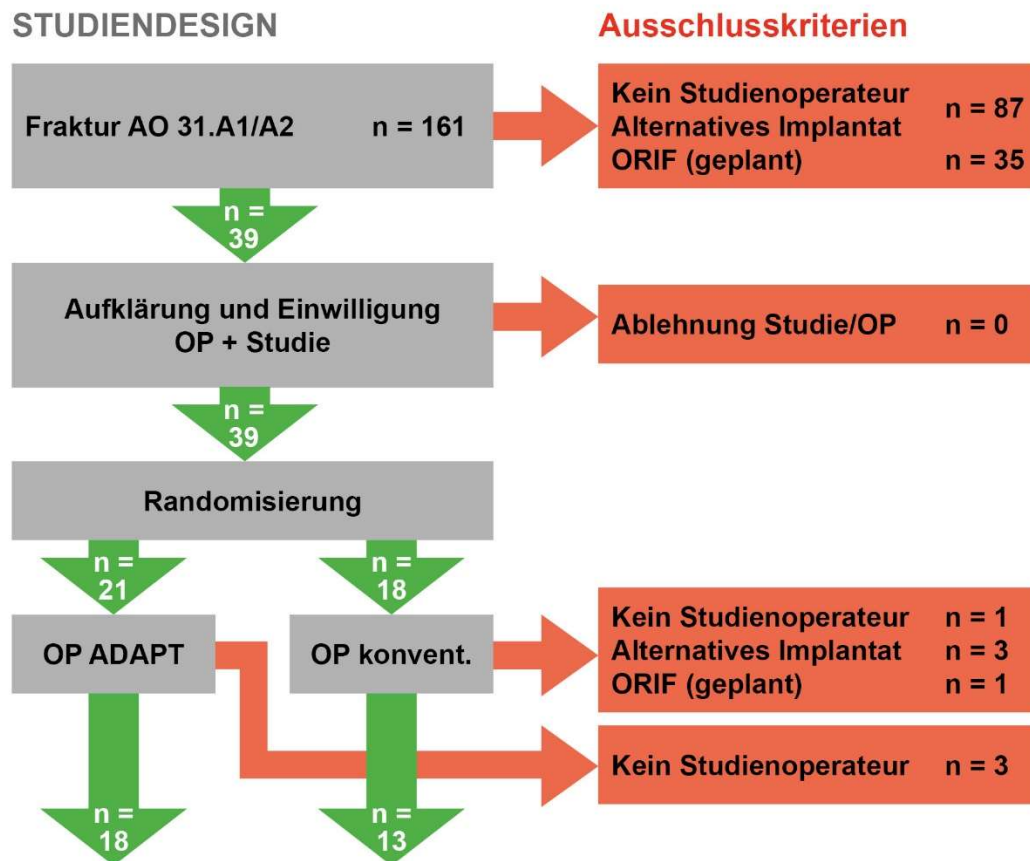 STUDIENDESIGN
Ausschlusskriterien
Fraktur AO 31.A1/A2 n = 161
Kein Studienoperateur
Alternatives Implantat
n = 87
ORIF (geplant) n = 35
n =
39
Aufklärung und Einwilligung
OP + Studie
Ablehnung Studie/OP n = 0
n =
39
Randomisierung
n =
21
n =
18
OP ADAPT
OP konvent.
Kein Studienoperateur n = 1
Alternatives Implantat n = 3
ORIF (geplant) n = 1
Kein Studienoperateur n = 3
n =
18
n =
13